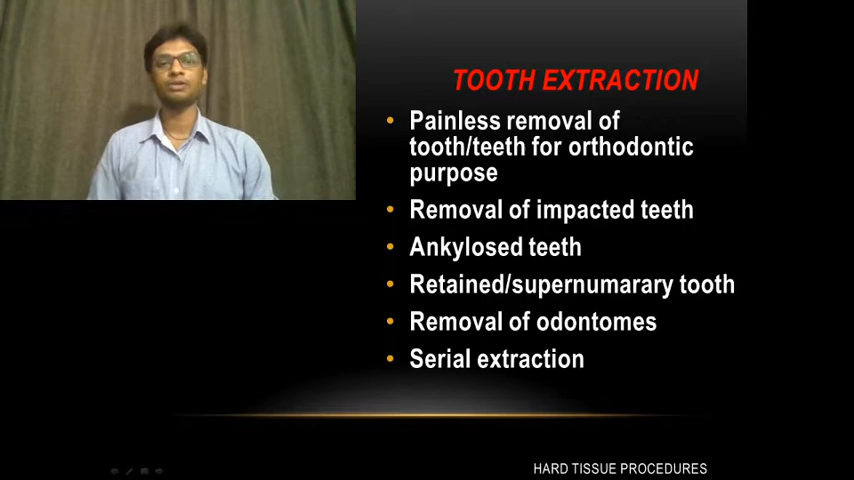 TOOTH EXTRACTION
• Painless removal of
tooth/teeth for orthodontic
purpose
• Removal of impacted teeth
• Ankylosed teeth
• Retained/supernumarary tooth
• Removal of odontomes
• Serial extraction
HARD TISSUE PROCEDURES